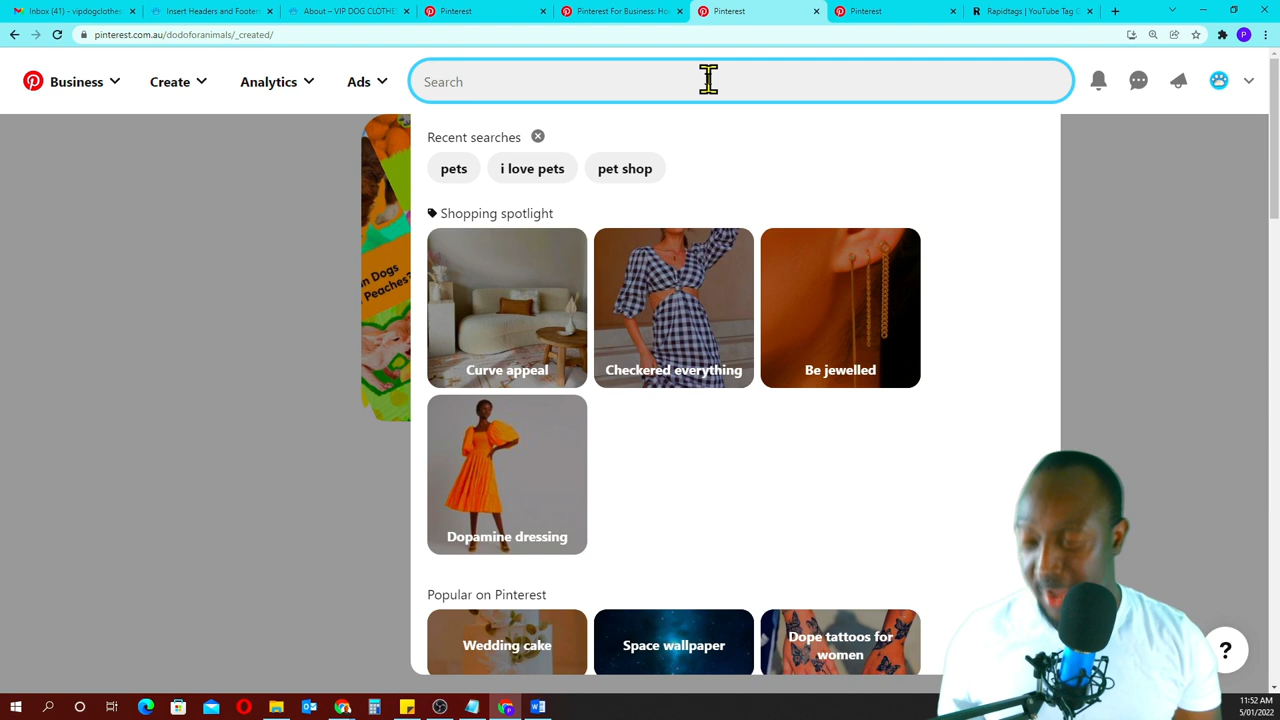 Inbox (41) - vipdogclothes
Insert Headers and Footers
About – VIP DOG CLOTHES
Pinterest
Pinterest For Business: Ho
Pinterest
Pinterest
Rapidtags | YouTube Tag G
pinterest.com.au/dodoforanimals/_created/
P
Business
Create
Analytics
Ads
Search
Recent searches
pets
i love pets
pet shop
Shopping spotlight
Curve appeal
Checkered everything
Be jewelled
Dopamine dressing
n Dogs
Peaches?
Popular on Pinterest
Wedding cake
Space wallpaper
Dope tattoos for
women
?
11:52 AM
5/01/2022